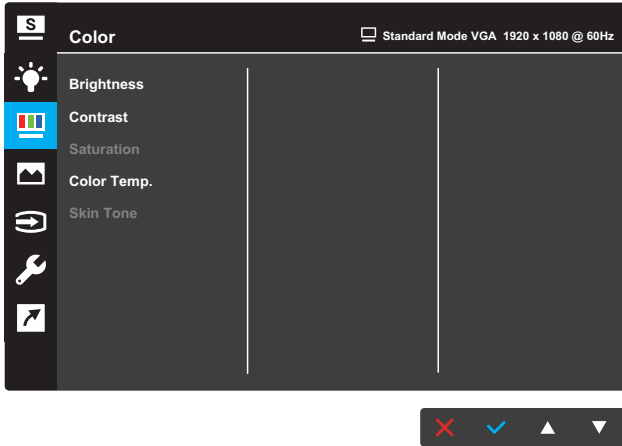 S
Color
Standard Mode VGA 1920 x 1080 @ 60Hz
Brightness
Contrast
Saturation
Color Temp.
Skin Tone